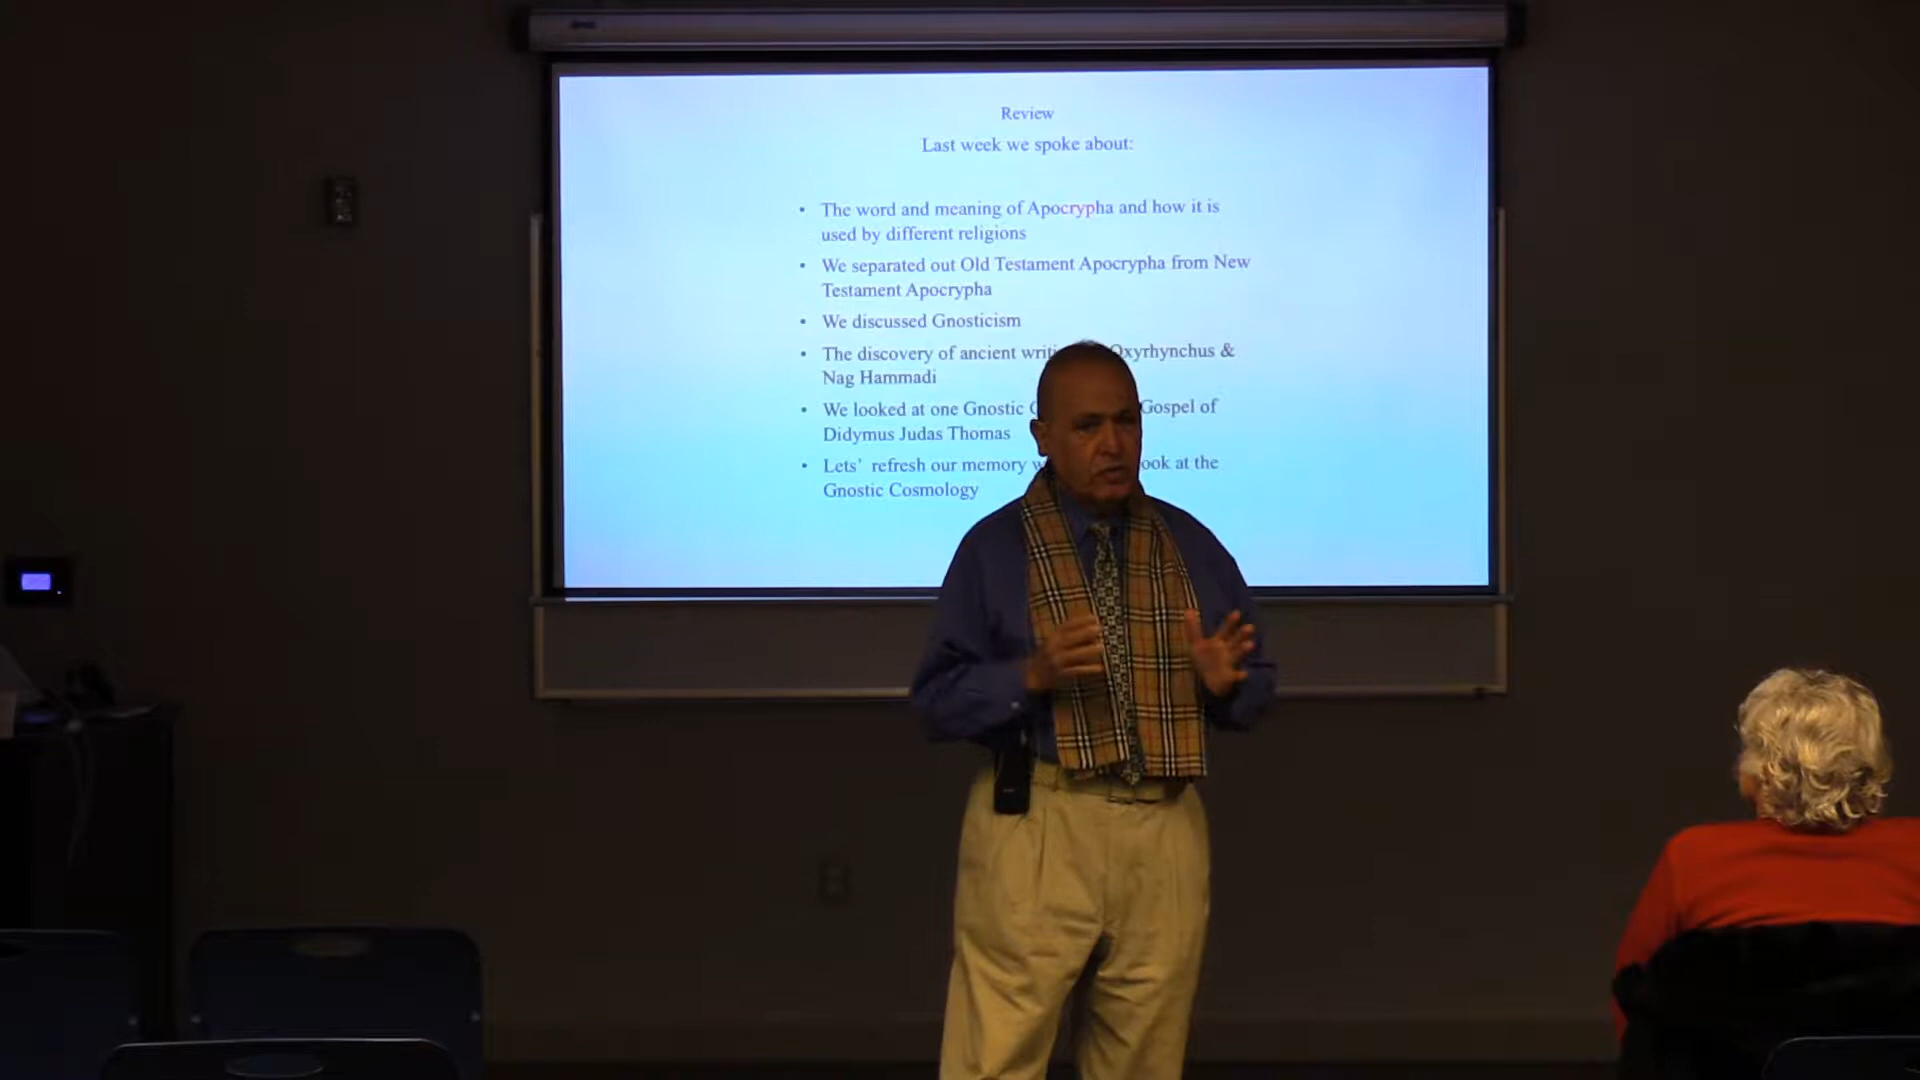 Review
Last week we spoke about:
• The word and meaning of Apocrypha and how it is
used by different religions
• We separated out Old Testament Apocrypha from New
Testament Apocrypha
• We discussed Gnosticism
• The discovery of ancient Oxyrhynchus &
Nag Hammadi
• We looked at one Gnostic Gospel of
Didymus Judas Thomas
• Lets' refresh our memory at the
Gnostic Cosmology